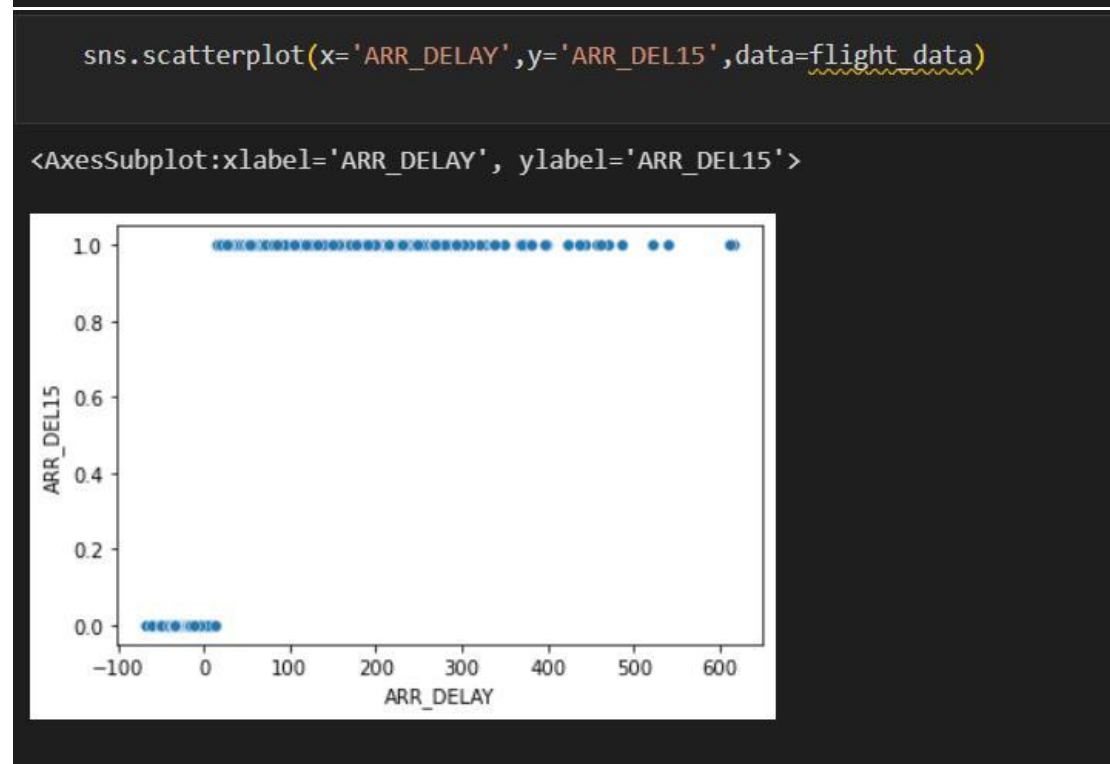 sns.scatterplot(x='ARR_DELAY',y='ARR_DEL15',data=flight_data)
<AxesSubplot:xlabel='ARR_DELAY', ylabel='ARR_DEL15'>
1.0
0.8
0.6
0.4
0.2
0.0
ARR_DEL15
−100 0 100 200 300 400 500 600
ARR_DELAY